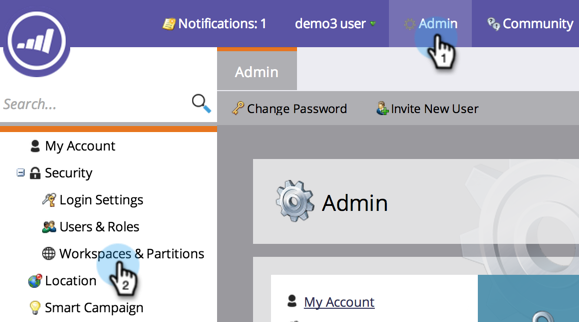 Notifications: 1 demo3 user Admin Community
1
Admin
Search...
Change Password Invite New User
My Account
Security
Login Settings
Users & Roles
Workspaces & Partitions
2
Location
Smart Campaign
Admin
My Account